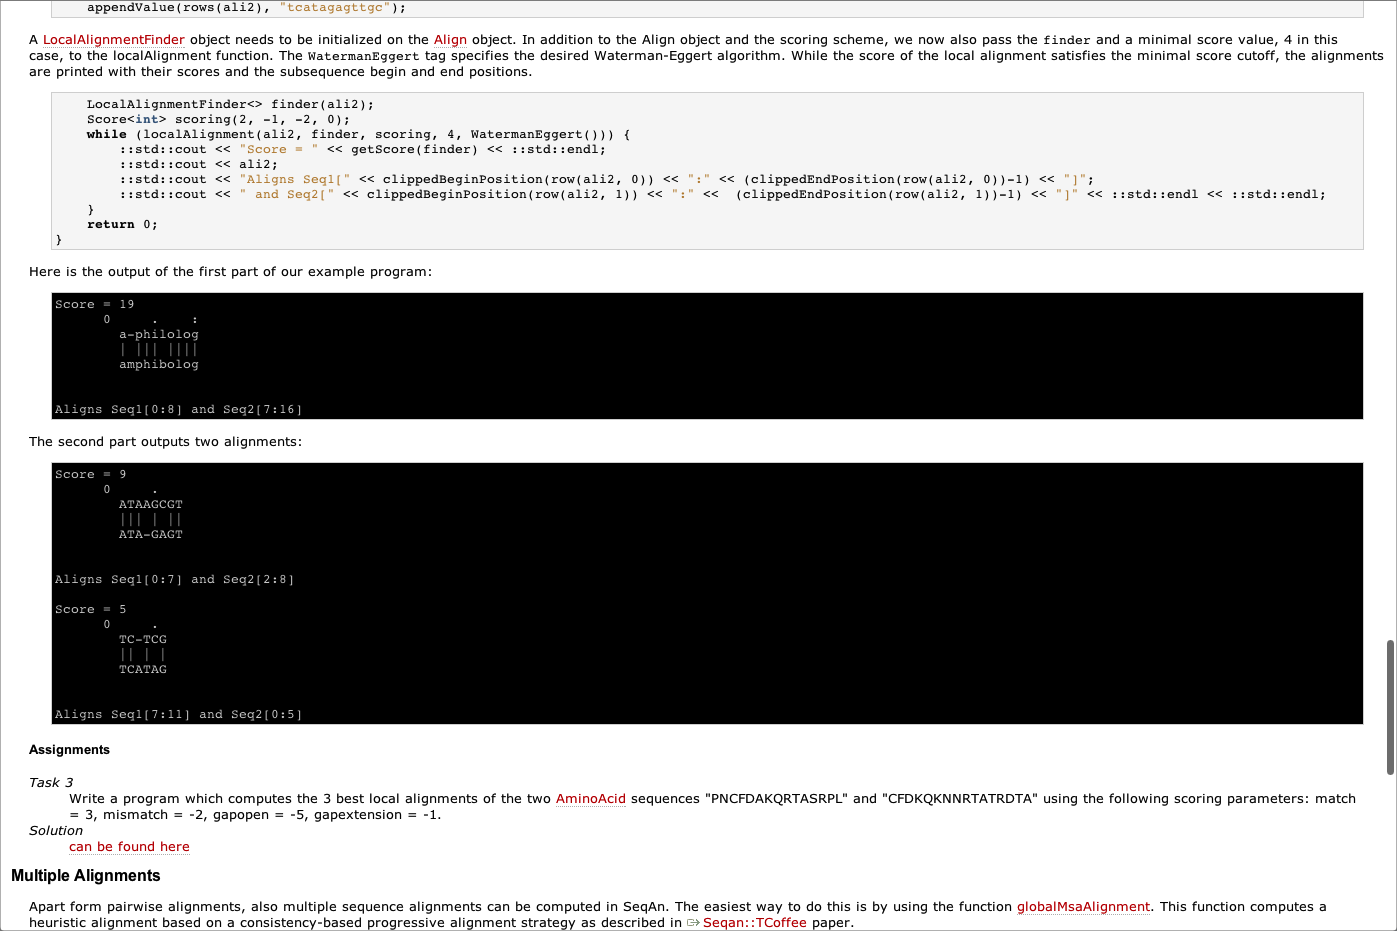 appendValue(rows(ali2), "tcatagagttgc");
A LocalAlignmentFinder object needs to be initialized on the Align object. In addition to the Align object and the scoring scheme, we now also pass the finder and a minimal score value, 4 in this
case, to the localAlignment function. The WatermanEggert tag specifies the desired Waterman-Eggert algorithm. While the score of the local alignment satisfies the minimal score cutoff, the alignments
are printed with their scores and the subsequence begin and end positions.
    LocalAlignmentFinder<> finder(ali2);
    Score<int> scoring(2, -1, -2, 0);
    while (localAlignment(ali2, finder, scoring, 4, WatermanEggert())) {
        ::std::cout << "Score = " << getScore(finder) << ::std::endl;
        ::std::cout << ali2;
        ::std::cout << "Aligns Seq1[" << clippedBeginPosition(row(ali2, 0)) << ":" << (clippedEndPosition(row(ali2, 0))-1) << "]";
        ::std::cout << " and Seq2[" << clippedBeginPosition(row(ali2, 1)) << ":" <<  (clippedEndPosition(row(ali2, 1))-1) << "]" << ::std::endl << ::std::endl;
    }
    return 0;
}
Here is the output of the first part of our example program:
Score = 19
      0     .    :
        a-philolog
        | ||| ||||
        amphibolog
Aligns Seq1[0:8] and Seq2[7:16]
The second part outputs two alignments:
Score = 9
      0     .
        ATAAGCGT
        ||| | ||
        ATA-GAGT
Aligns Seq1[0:7] and Seq2[2:8]
Score = 5
      0     .
        TC-TCG
        || | |
        TCATAG
Aligns Seq1[7:11] and Seq2[0:5]
Assignments
Task 3
Write a program which computes the 3 best local alignments of the two AminoAcid sequences "PNCFDAKQRTASRPL" and "CFDKQKNNRTATRDTA" using the following scoring parameters: match
= 3, mismatch = -2, gapopen = -5, gapextension = -1.
Solution
can be found here
Multiple Alignments
Apart form pairwise alignments, also multiple sequence alignments can be computed in SeqAn. The easiest way to do this is by using the function globalMsaAlignment. This function computes a
heuristic alignment based on a consistency-based progressive alignment strategy as described in Seqan::TCoffee paper.